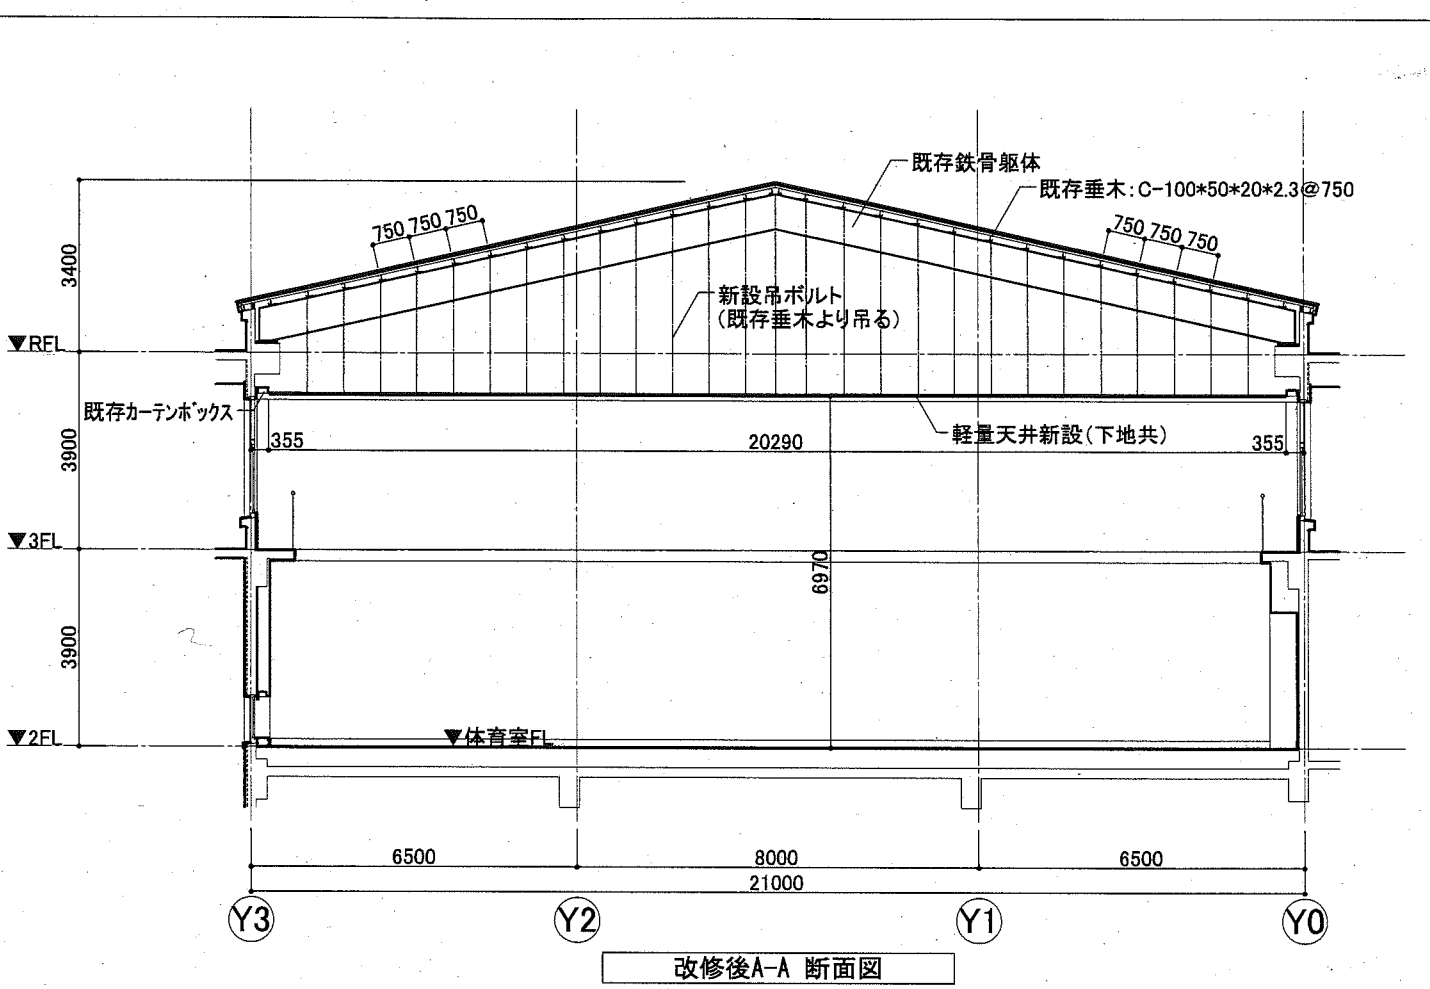 既存鉄骨躯体
既存垂木:C-100*50*20*2.3@750
750 750 750
750 750 750
3400
新設吊ボルト
(既存垂木より吊る)
▼RFL
既存カーテンボックス
軽量天井新設(下地共)
355
20290
355
3900
▼3FL
6970
3900
▼2FL
▼体育室FL
6500
8000
6500
21000
Y3
Y2
Y1
Y0
改修後A-A 断面図